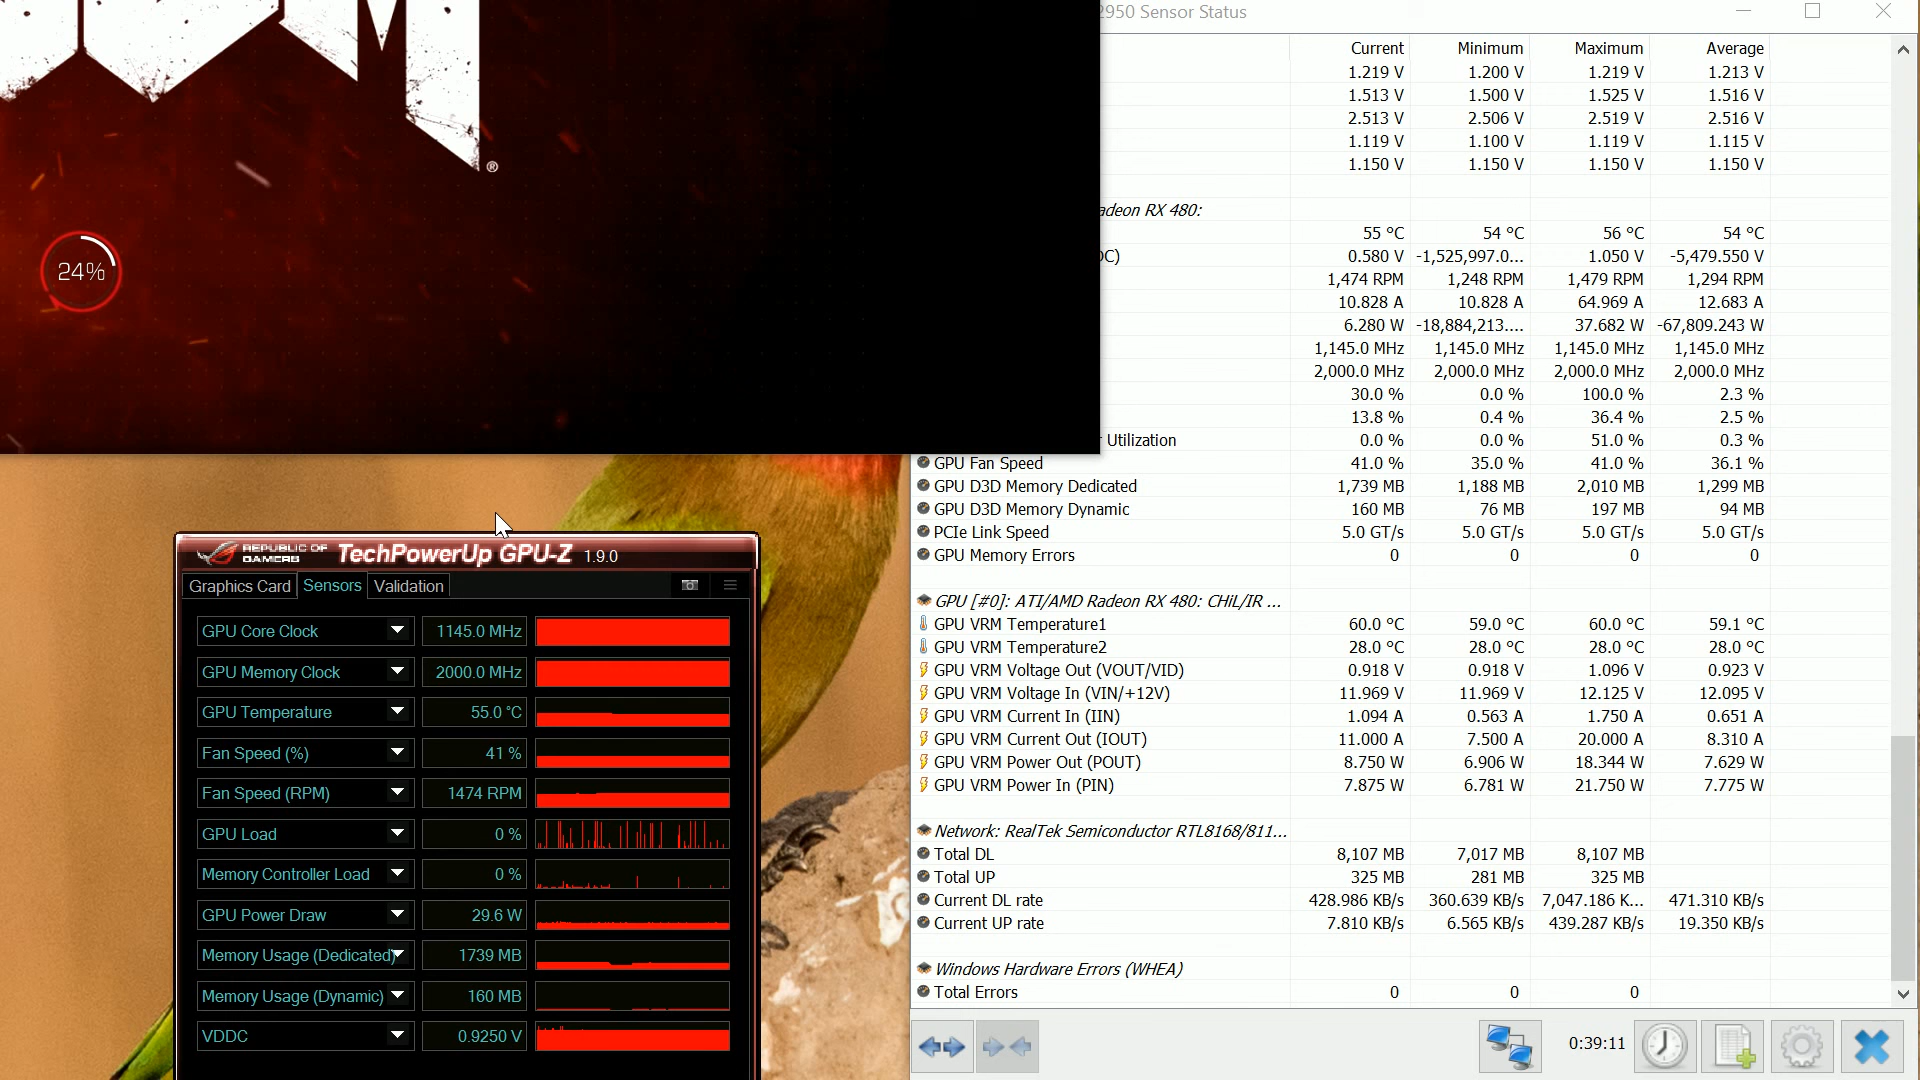 ®
24%
2950 Sensor Status
Current Minimum Maximum Average
1.219 V 1.200 V 1.219 V 1.213 V
1.513 V 1.500 V 1.525 V 1.516 V
2.513 V 2.506 V 2.519 V 2.516 V
1.119 V 1.100 V 1.119 V 1.115 V
1.150 V 1.150 V 1.150 V 1.150 V
adeon RX 480:
55 °C 54 °C 56 °C 54 °C
DC) 0.580 V -1,525,997.0... 1.050 V -5,479.550 V
1,474 RPM 1,248 RPM 1,479 RPM 1,294 RPM
10.828 A 10.828 A 64.969 A 12.683 A
6.280 W -18,884,213.... 37.682 W -67,809.243 W
1,145.0 MHz 1,145.0 MHz 1,145.0 MHz 1,145.0 MHz
2,000.0 MHz 2,000.0 MHz 2,000.0 MHz 2,000.0 MHz
30.0 % 0.0 % 100.0 % 2.3 %
13.8 % 0.4 % 36.4 % 2.5 %
Utilization 0.0 % 0.0 % 51.0 % 0.3 %
GPU Fan Speed 41.0 % 35.0 % 41.0 % 36.1 %
GPU D3D Memory Dedicated 1,739 MB 1,188 MB 2,010 MB 1,299 MB
GPU D3D Memory Dynamic 160 MB 76 MB 197 MB 94 MB
PCIe Link Speed 5.0 GT/s 5.0 GT/s 5.0 GT/s 5.0 GT/s
GPU Memory Errors 0 0 0 0
GPU [#0]: ATI/AMD Radeon RX 480: CHiL/IR ...
GPU VRM Temperature1 60.0 °C 59.0 °C 60.0 °C 59.1 °C
GPU VRM Temperature2 28.0 °C 28.0 °C 28.0 °C 28.0 °C
GPU VRM Voltage Out (VOUT/VID) 0.918 V 0.918 V 1.096 V 0.923 V
GPU VRM Voltage In (VIN/+12V) 11.969 V 11.969 V 12.125 V 12.095 V
GPU VRM Current In (IIN) 1.094 A 0.563 A 1.750 A 0.651 A
GPU VRM Current Out (IOUT) 11.000 A 7.500 A 20.000 A 8.310 A
GPU VRM Power Out (POUT) 8.750 W 6.906 W 18.344 W 7.629 W
GPU VRM Power In (PIN) 7.875 W 6.781 W 21.750 W 7.775 W
Network: RealTek Semiconductor RTL8168/811...
Total DL 8,107 MB 7,017 MB 8,107 MB
Total UP 325 MB 281 MB 325 MB
Current DL rate 428.986 KB/s 360.639 KB/s 7,047.186 K... 471.310 KB/s
Current UP rate 7.810 KB/s 6.565 KB/s 439.287 KB/s 19.350 KB/s
Windows Hardware Errors (WHEA)
Total Errors 0 0 0
0:39:11
REPUBLIC OF GAMERS TechPowerUp GPU-Z 1.9.0
Graphics Card Sensors Validation
GPU Core Clock 1145.0 MHz
GPU Memory Clock 2000.0 MHz
GPU Temperature 55.0 °C
Fan Speed (%) 41 %
Fan Speed (RPM) 1474 RPM
GPU Load 0 %
Memory Controller Load 0 %
GPU Power Draw 29.6 W
Memory Usage (Dedicated) 1739 MB
Memory Usage (Dynamic) 160 MB
VDDC 0.9250 V